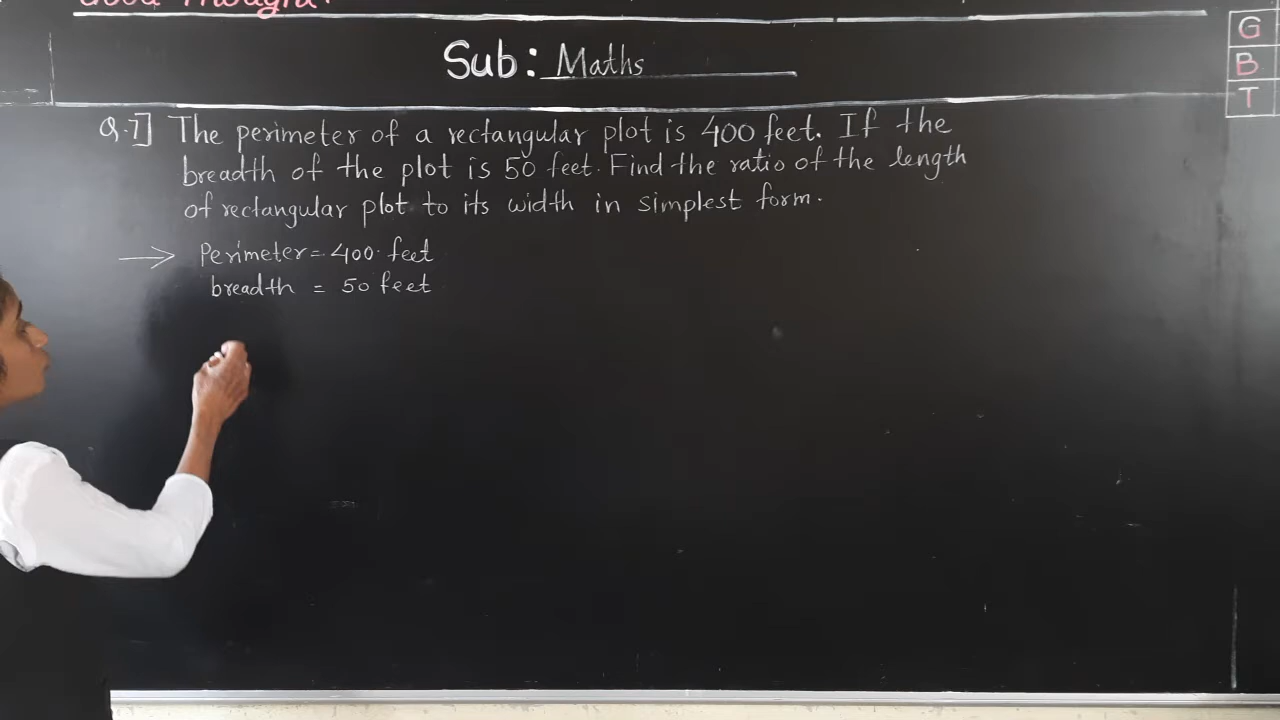 Sub: Maths
G
B
T
Q.7] The perimeter of a rectangular plot is 400 feet. If the
breadth of the plot is 50 feet. Find the ratio of the length
of rectangular plot to its width in simplest form.
→ Perimeter = 400 feet
breadth = 50 feet